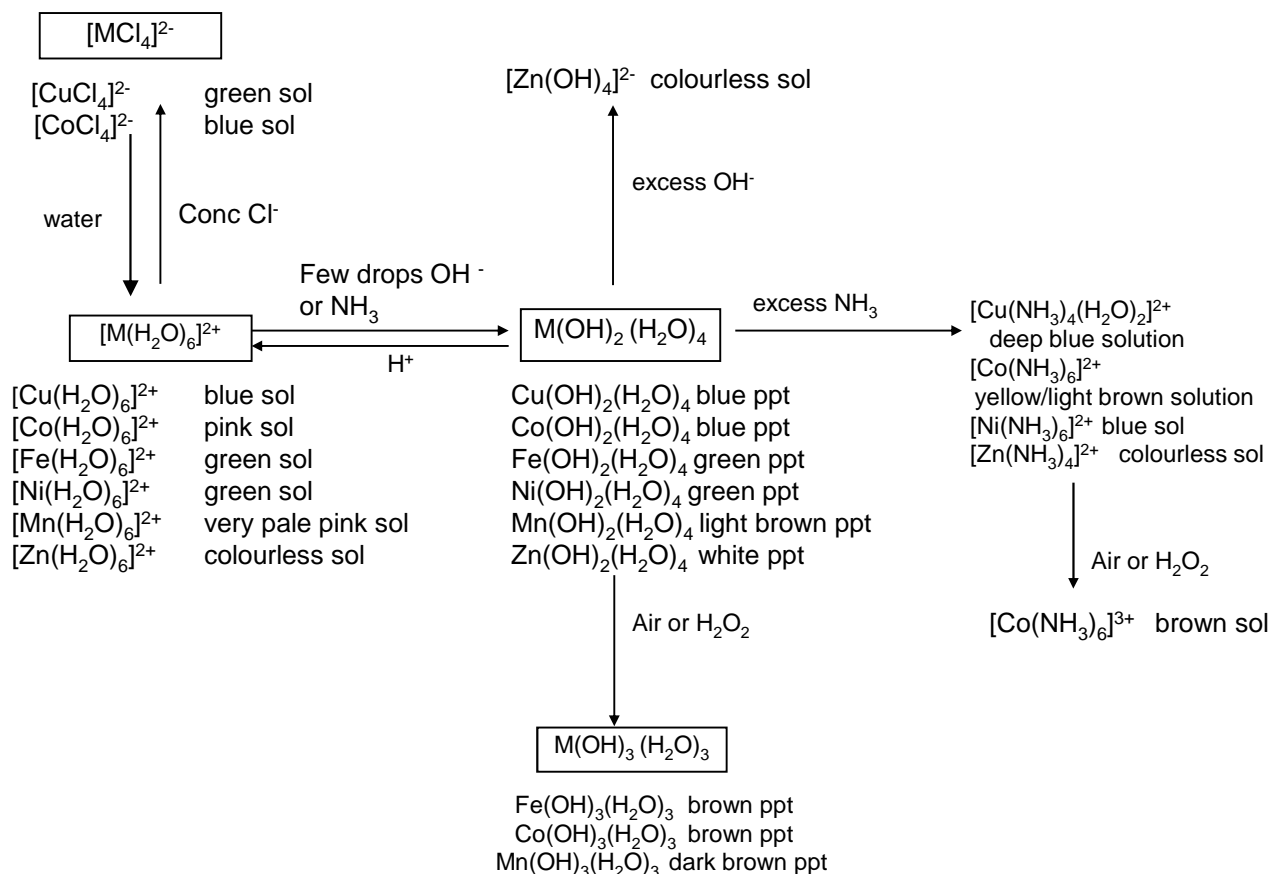 [MCl₄]²⁻
[CuCl₄]²⁻ green sol
[CoCl₄]²⁻ blue sol
water
Conc Cl⁻
[Zn(OH)₄]²⁻ colourless sol
excess OH⁻
Few drops OH ⁻
or NH₃
H⁺
excess NH₃
[M(H₂O)₆]²⁺
M(OH)₂ (H₂O)₄
[Cu(H₂O)₆]²⁺ blue sol
[Co(H₂O)₆]²⁺ pink sol
[Fe(H₂O)₆]²⁺ green sol
[Ni(H₂O)₆]²⁺ green sol
[Mn(H₂O)₆]²⁺ very pale pink sol
[Zn(H₂O)₆]²⁺ colourless sol
Cu(OH)₂(H₂O)₄ blue ppt
Co(OH)₂(H₂O)₄ blue ppt
Fe(OH)₂(H₂O)₄ green ppt
Ni(OH)₂(H₂O)₄ green ppt
Mn(OH)₂(H₂O)₄ light brown ppt
Zn(OH)₂(H₂O)₄ white ppt
[Cu(NH₃)₄(H₂O)₂]²⁺
deep blue solution
[Co(NH₃)₆]²⁺
yellow/light brown solution
[Ni(NH₃)₆]²⁺ blue sol
[Zn(NH₃)₄]²⁺ colourless sol
Air or H₂O₂
[Co(NH₃)₆]³⁺ brown sol
Air or H₂O₂
M(OH)₃ (H₂O)₃
Fe(OH)₃(H₂O)₃ brown ppt
Co(OH)₃(H₂O)₃ brown ppt
Mn(OH)₃(H₂O)₃ dark brown ppt